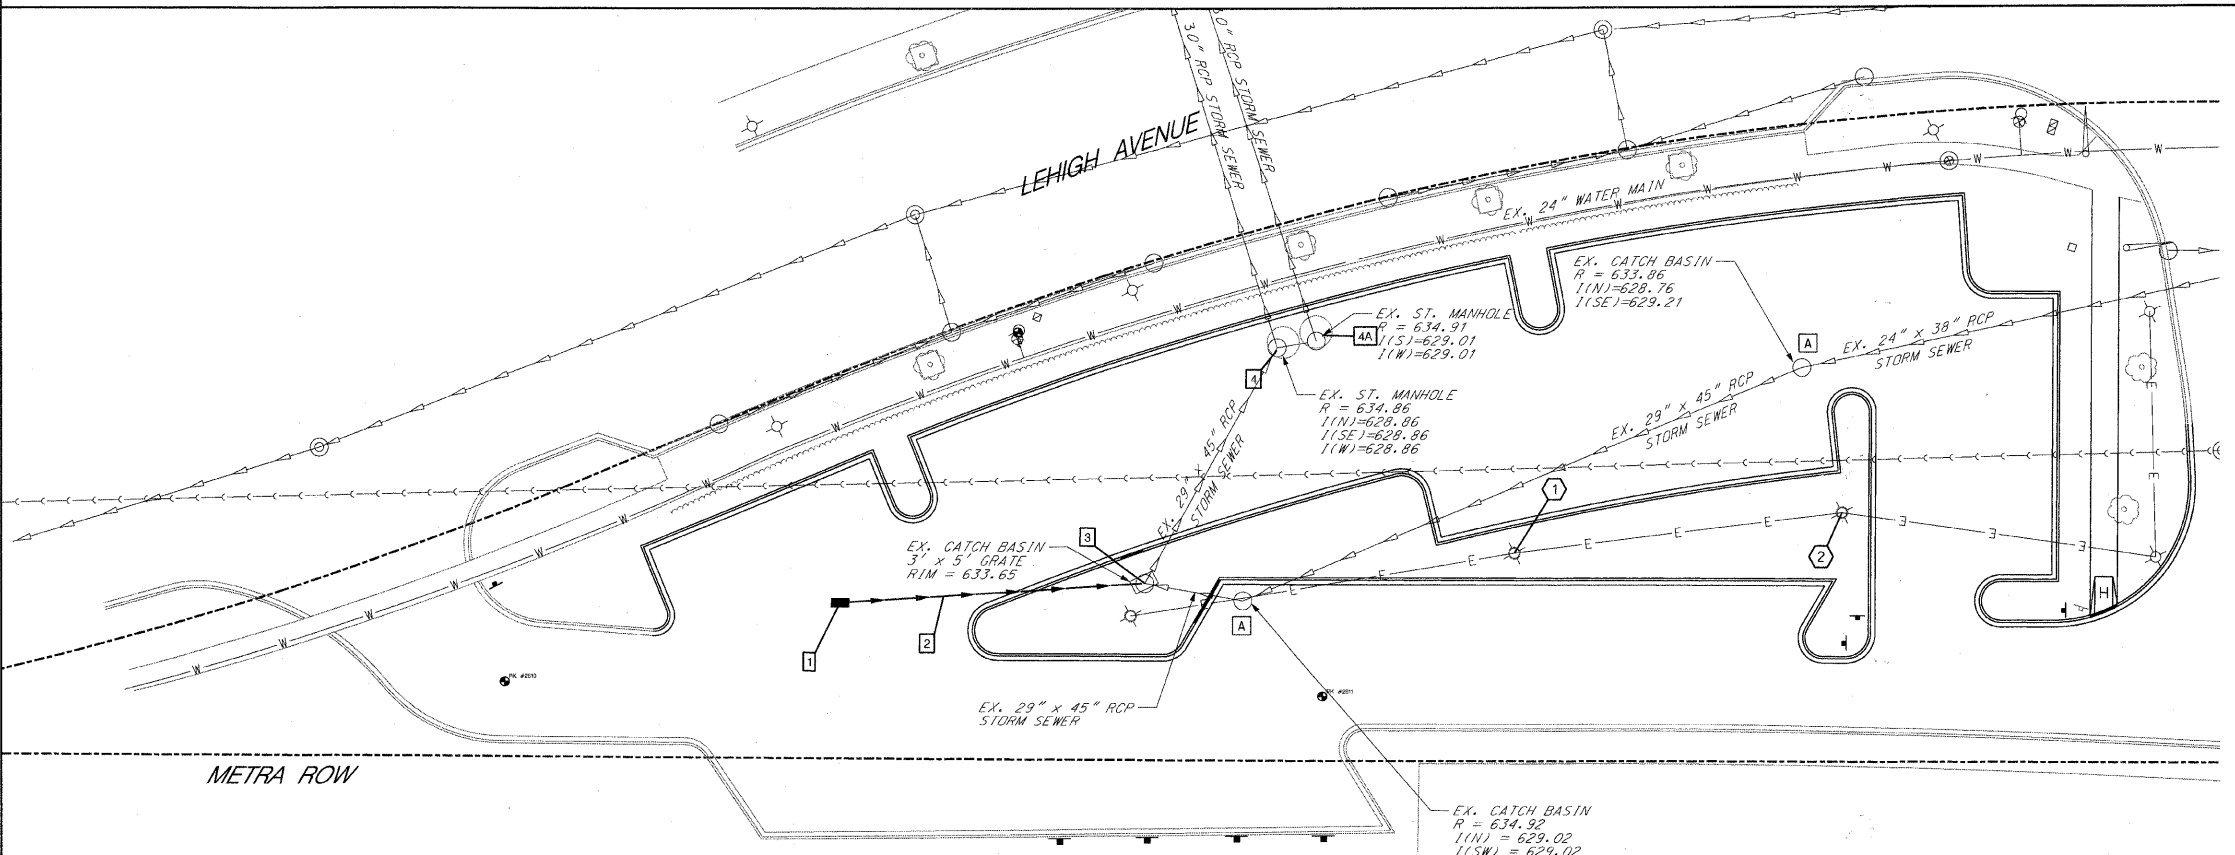 30" RCP STORM SEWER
30" RCP STORM SEWER
LEHIGH AVENUE
EX. 24" WATER MAIN
EX. CATCH BASIN
R = 633.86
I(N)=628.76
I(SE)=629.21
EX. ST. MANHOLE
R = 634.91
I(S)=629.01
I(W)=629.01
4A
4
A
EX. 24" x 38" RCP
STORM SEWER
EX. ST. MANHOLE
R = 634.86
I(N)=628.86
I(SE)=628.86
I(W)=628.86
EX. 29" x 45" RCP
STORM SEWER
EX. 29" x 45" RCP
STORM SEWER
1
2
3
EX. CATCH BASIN
3' x 5' GRATE
RIM = 633.65
1
2
A
H
PK #2610
PK #2611
EX. 29" x 45" RCP
STORM SEWER
METRA ROW
EX. CATCH BASIN
R = 634.92
I(N) = 629.02
I(SW) = 629.02
W W W W W W W W W W W W W W W W W
E E E E E E E E E